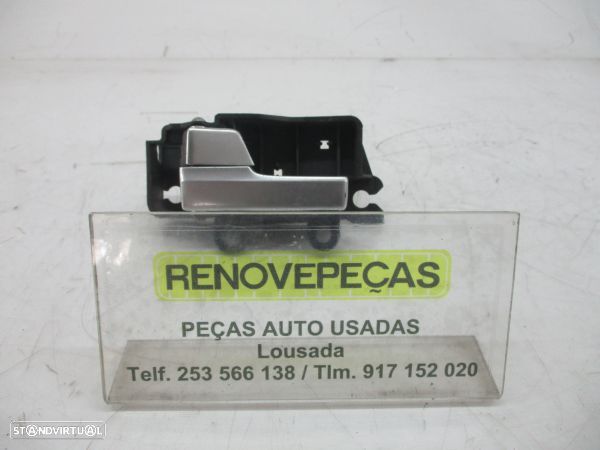 RENOVEPEÇAS
PEÇAS AUTO USADAS
Lousada
Telf. 253 566 138 / Tlm. 917 152 020
STANDVIRTUAL